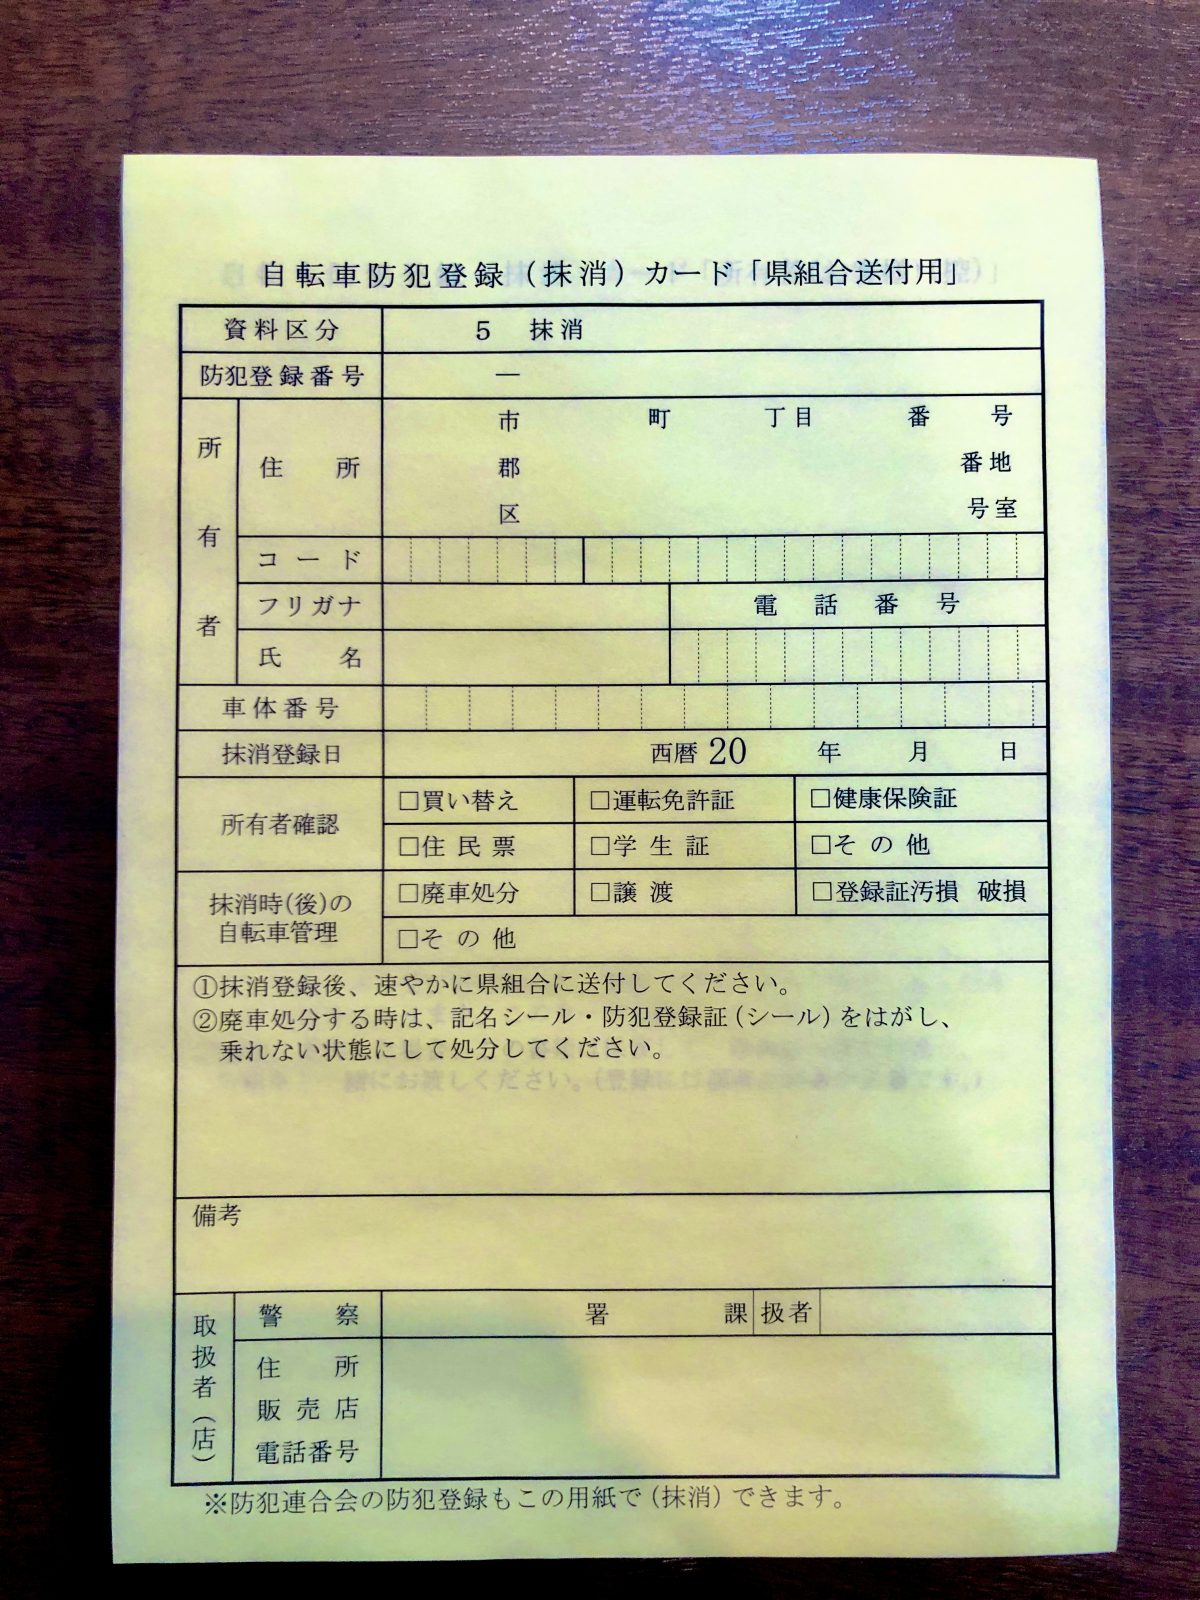 自転車防犯登録（抹消）カード「県組合送付用」
資料区分 5 抹消
防犯登録番号 ―
所有者
住所 市 町 丁目 番 号
郡 番地
区 号室
コード
フリガナ 電話番号
氏名
車体番号
抹消登録日 西暦 20 年 月 日
所有者確認
□買い替え □運転免許証 □健康保険証
□住民票 □学生証 □その他
抹消時(後)の
自転車管理
□廃車処分 □譲渡 □登録証汚損 破損
□その他
①抹消登録後、速やかに県組合に送付してください。
②廃車処分する時は、記名シール・防犯登録証（シール）をはがし、
乗れない状態にして処分してください。
備考
取扱者（店）
警察 署 課 扱者
住所
販売店
電話番号
※防犯連合会の防犯登録もこの用紙で（抹消）できます。